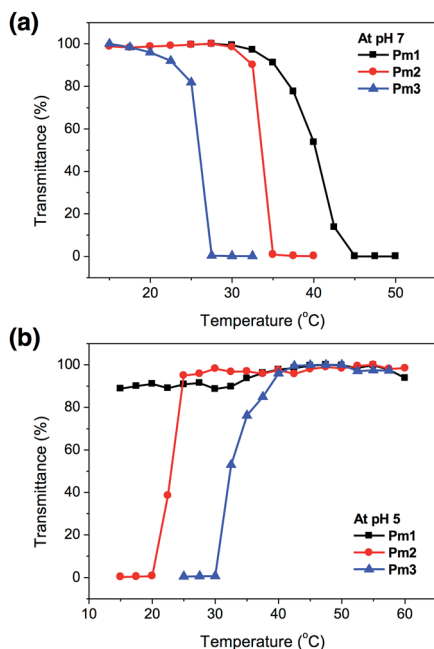 (a)
At pH 7
Pm1
Pm2
Pm3
Transmittance (%)
100
80
60
40
20
0
20 30 40 50
Temperature (°C)
(b)
Transmittance (%)
100
80
60
40
20
0
At pH 5
Pm1
Pm2
Pm3
10 20 30 40 50 60
Temperature (°C)